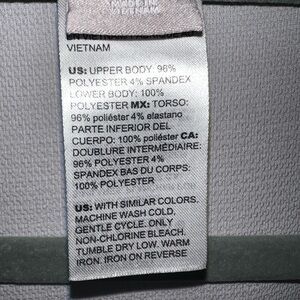 MADE IN
VIETNAM
VIETNAM
US: UPPER BODY: 96%
POLYESTER 4% SPANDEX
LOWER BODY: 100%
POLYESTER MX: TORSO:
96% poliéster 4% elastano
PARTE INFERIOR DEL
CUERPO: 100% poliéster CA:
DOUBLURE INTERMÉDIAIRE:
96% POLYESTER 4%
SPANDEX BAS DU CORPS:
100% POLYESTER
US: WITH SIMILAR COLORS.
MACHINE WASH COLD,
GENTLE CYCLE. ONLY
NON-CHLORINE BLEACH.
TUMBLE DRY LOW. WARM
IRON. IRON ON REVERSE